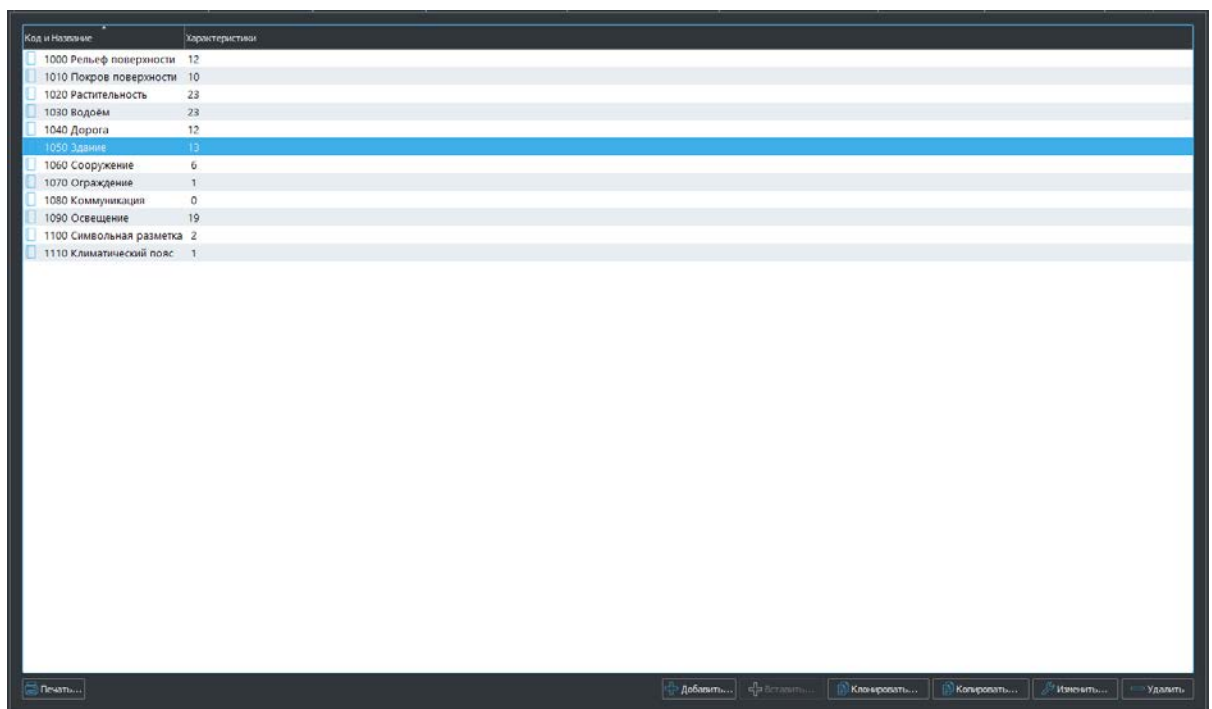 Код и Название Характеристики
1000 Рельеф поверхности 12
1010 Покров поверхности 10
1020 Растительность 23
1030 Водоём 23
1040 Дорога 12
1050 Здание 13
1060 Сооружение 6
1070 Ограждение 1
1080 Коммуникация 0
1090 Освещение 19
1100 Символьная разметка 2
1110 Климатический пояс 1
Печать... Добавить... Вставить... Клонировать... Копировать... Изменить... Удалить